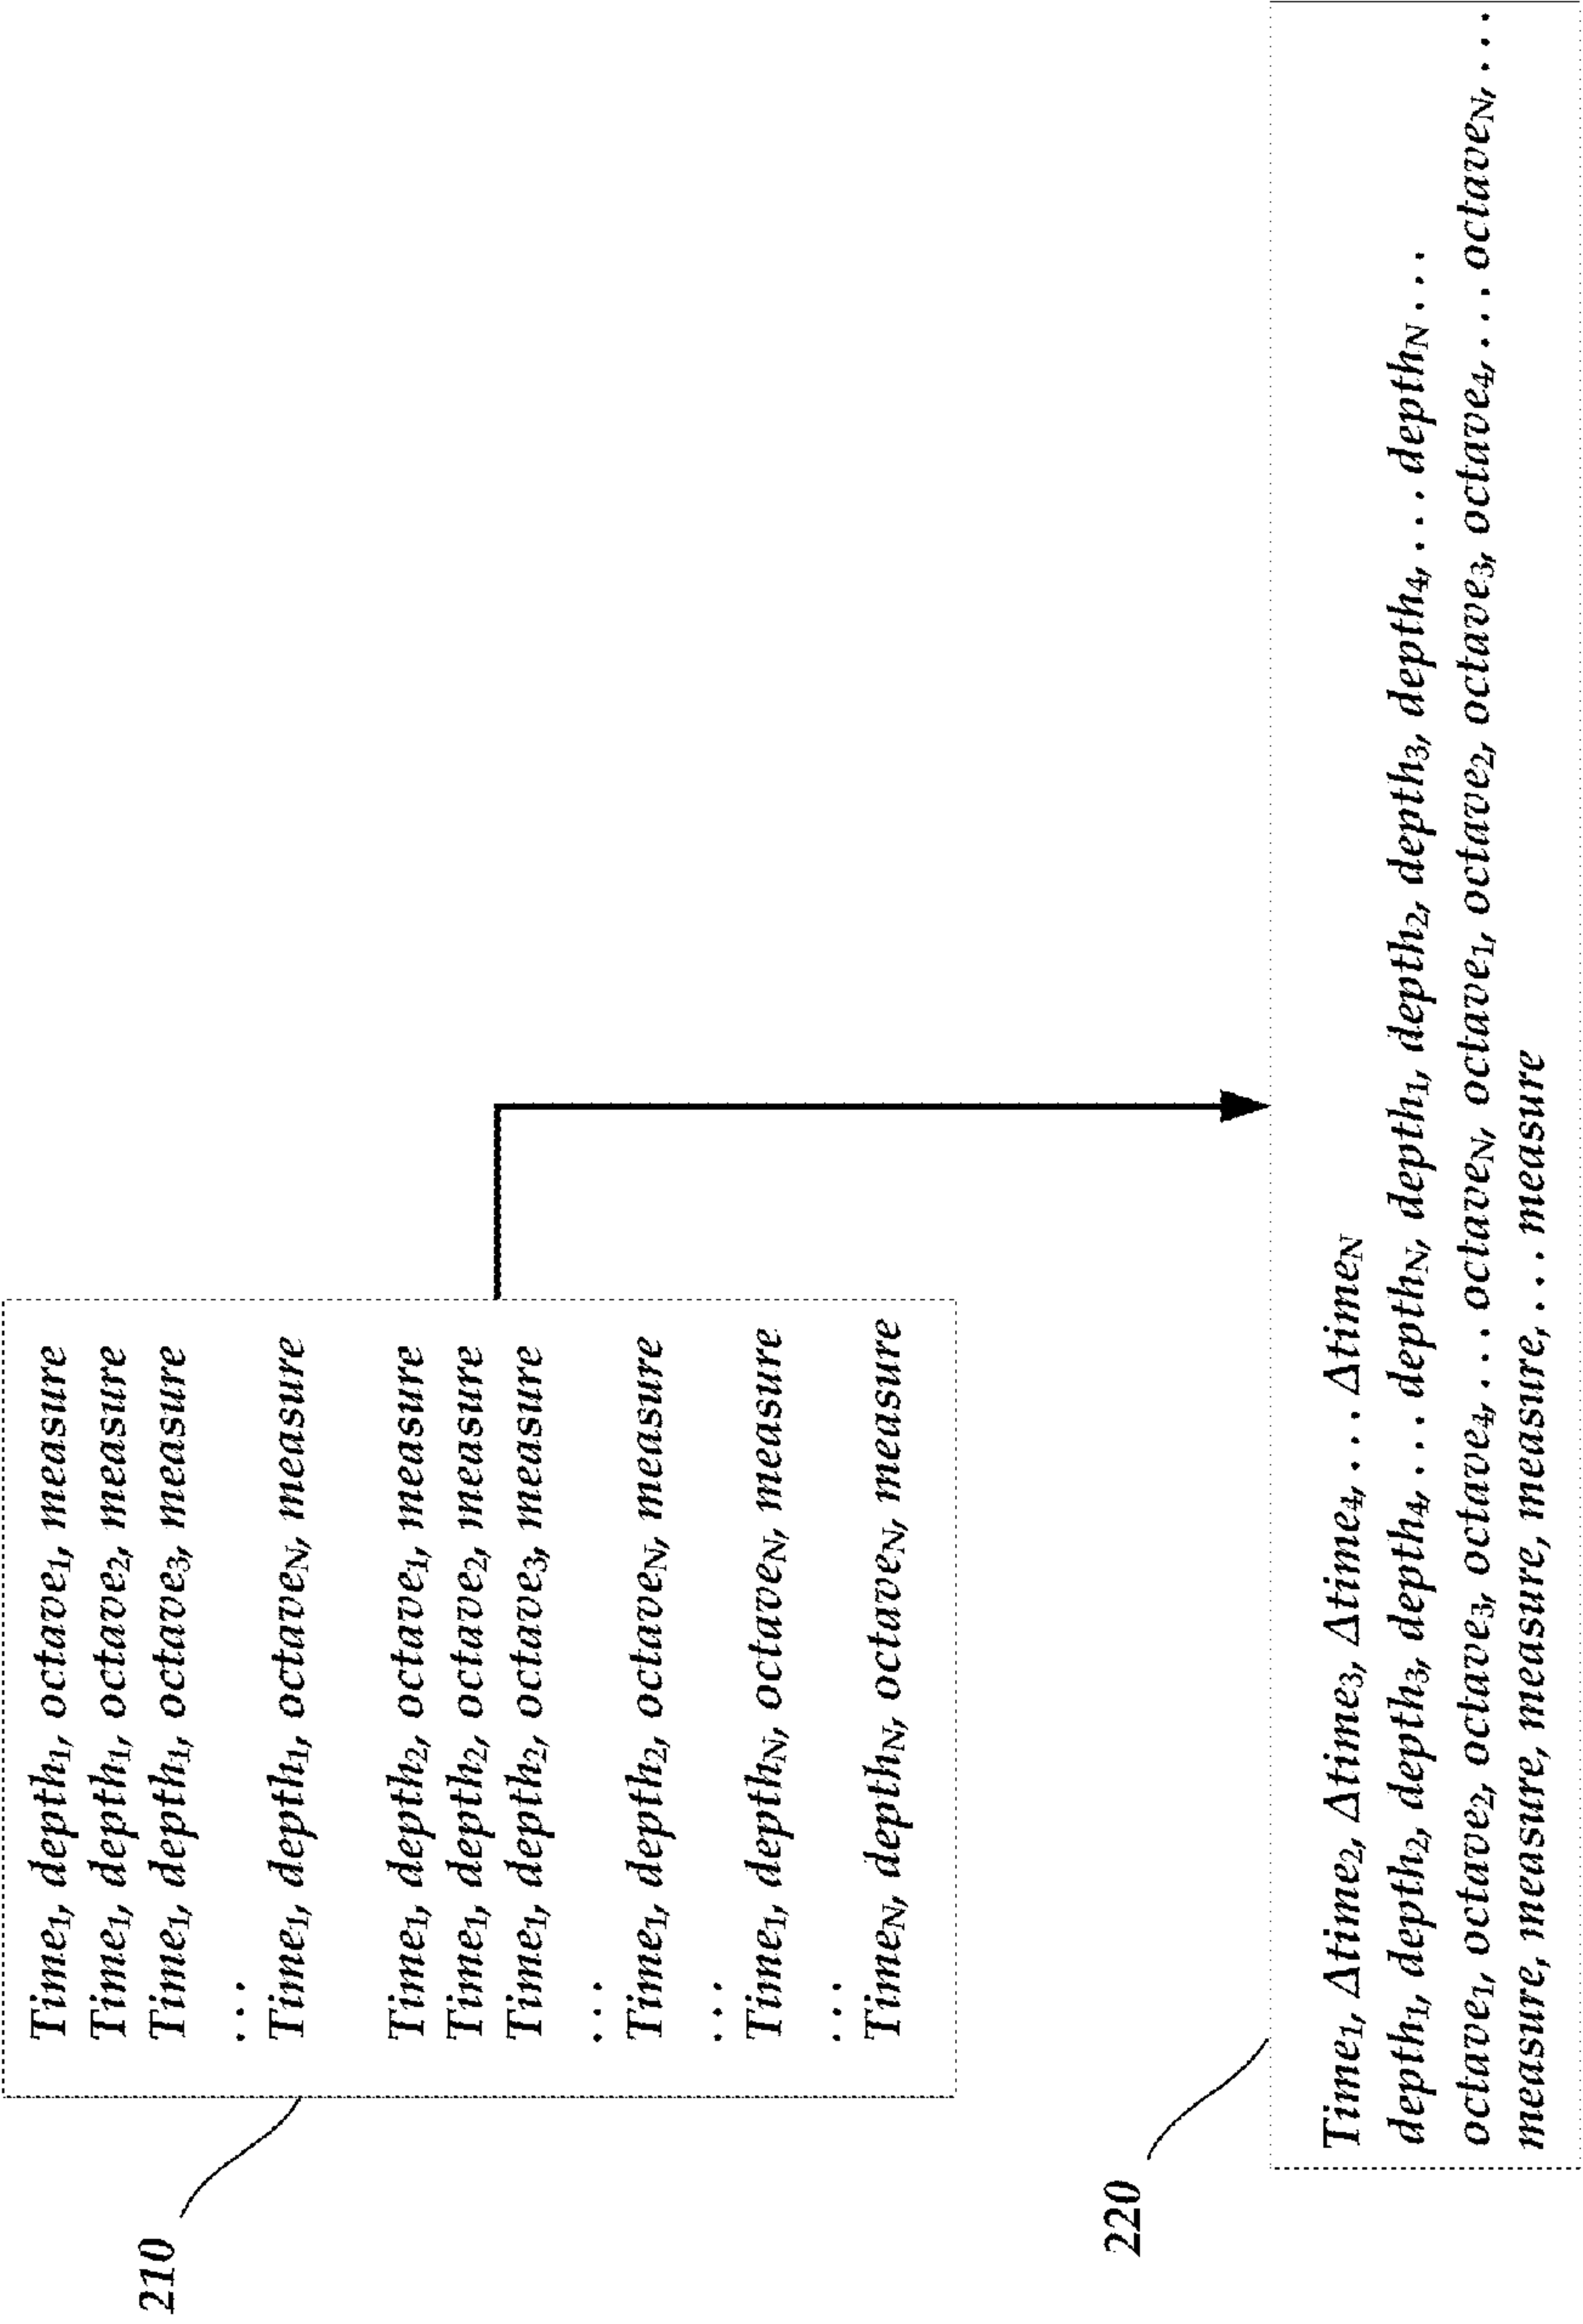 210
Time₁, depth₁, octave₁, measure
Time₁, depth₁, octave₂, measure
Time₁, depth₁, octave₃, measure
...
Time₁, depth₁, octaveN, measure
Time₁, depth₂, octave₁, measure
Time₁, depth₂, octave₂, measure
Time₁, depth₂, octave₃, measure
...
Time₁, depth₂, octaveN, measure
...
Time₁, depthN, octaveN, measure
...
TimeN, depthN, octaveN, measure
220
Time₁, Δtime₂, Δtime₃, Δtime₄, ... ΔtimeN
depth₁, depth₂, depth₃, depth₄, ... depthN, depth₁, depth₂, depth₃, depth₄, ... depthN ...
octave₁, octave₂, octave₃, octave₄, ... octaveN, octave₁, octave₂, octave₃, octave₄, ... octaveN, ...
measure, measure, measure, measure, ... measure